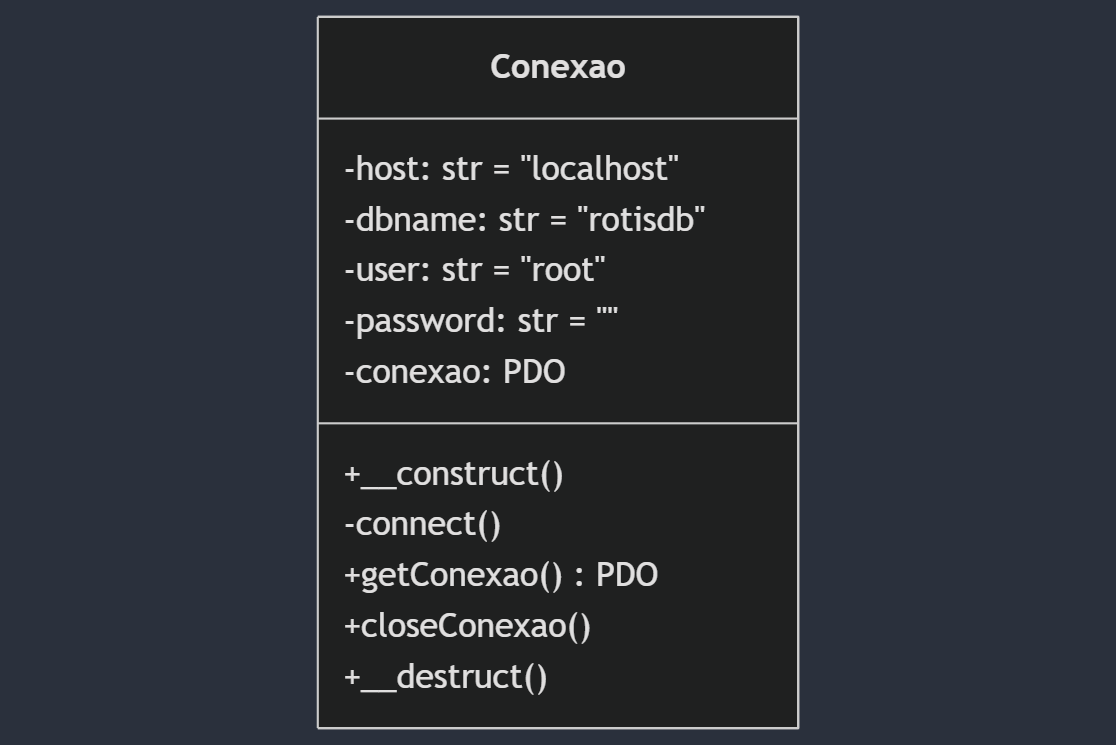 Conexao
-host: str = "localhost"
-dbname: str = "rotisdb"
-user: str = "root"
-password: str = ""
-conexao: PDO
+__construct()
-connect()
+getConexao() : PDO
+closeConexao()
+__destruct()